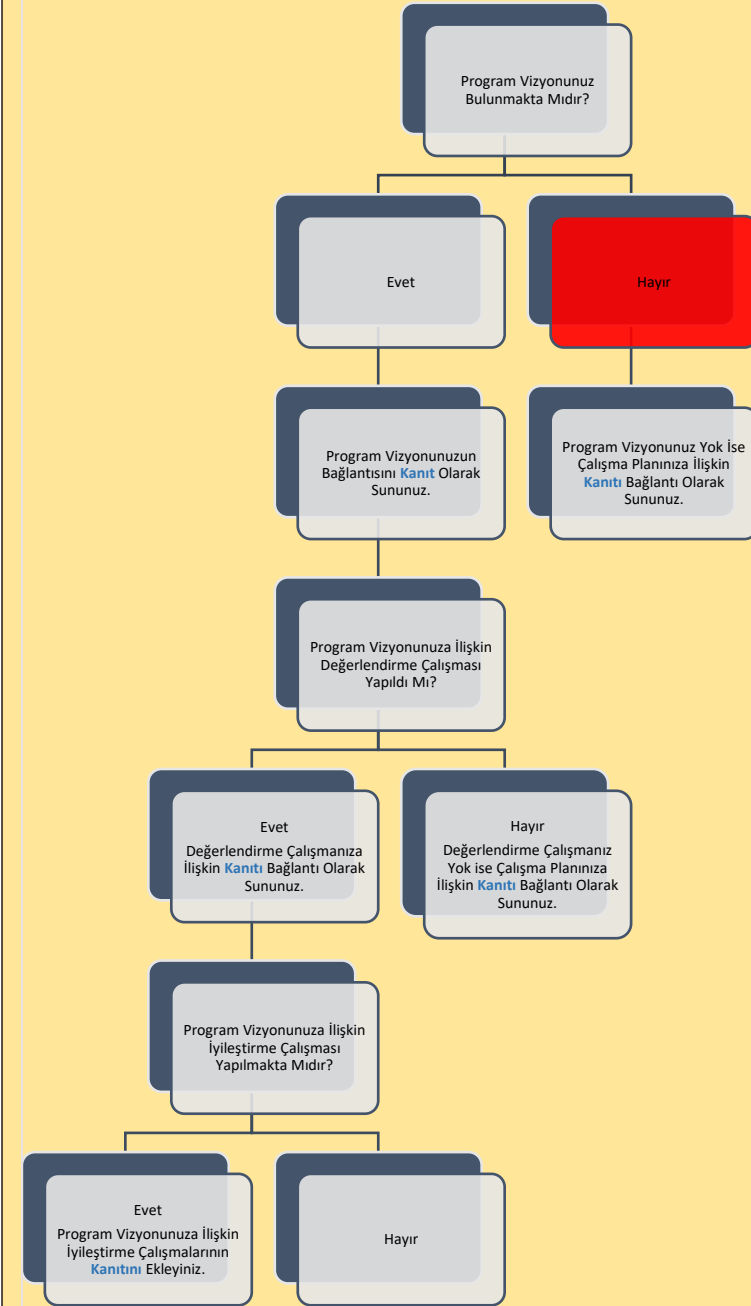 Program Vizyonunuz
Bulunmakta Mıdır?
Evet
Hayır
Program Vizyonunuzun
Bağlantısını Kanıt Olarak
Sununuz.
Program Vizyonunuz Yok İse
Çalışma Planınıza İlişkin
Kanıtı Bağlantı Olarak
Sununuz.
Program Vizyonunuza İlişkin
Değerlendirme Çalışması
Yapıldı Mı?
Evet
Değerlendirme Çalışmanıza
İlişkin Kanıtı Bağlantı Olarak
Sununuz.
Hayır
Değerlendirme Çalışmanız
Yok ise Çalışma Planınıza
İlişkin Kanıtı Bağlantı Olarak
Sununuz.
Program Vizyonunuza İlişkin
İyileştirme Çalışması
Yapılmakta Mıdır?
Evet
Program Vizyonunuza İlişkin
İyileştirme Çalışmalarının
Kanıtını Ekleyiniz.
Hayır